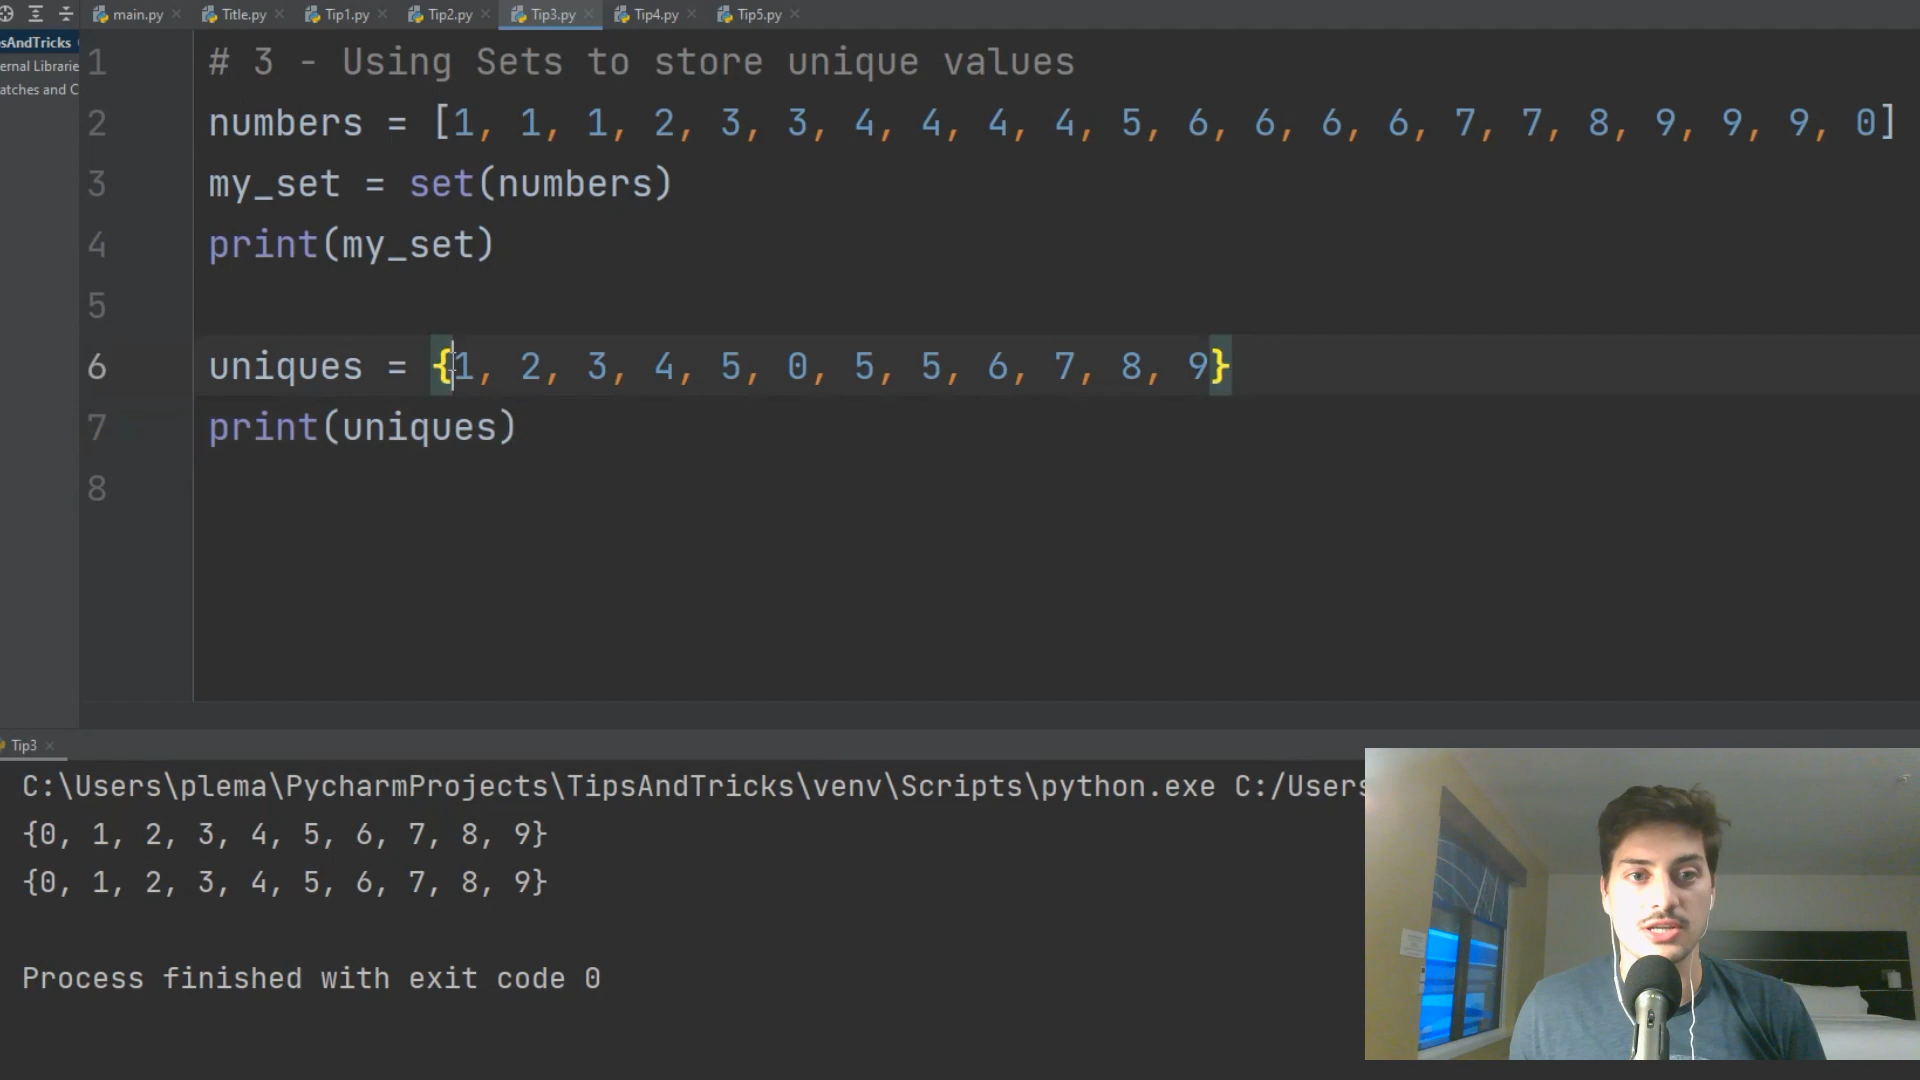 main.py Title.py Tip1.py Tip2.py Tip3.py Tip4.py Tip5.py
sAndTricks
ernal Librarie
atches and C
1 # 3 - Using Sets to store unique values
2 numbers = [1, 1, 1, 2, 3, 3, 4, 4, 4, 4, 5, 6, 6, 6, 6, 7, 7, 8, 9, 9, 9, 0]
3 my_set = set(numbers)
4 print(my_set)
5
6 uniques = {1, 2, 3, 4, 5, 0, 5, 5, 6, 7, 8, 9}
7 print(uniques)
8
Tip3
C:\Users\plema\PycharmProjects\TipsAndTricks\venv\Scripts\python.exe C:/Users
{0, 1, 2, 3, 4, 5, 6, 7, 8, 9}
{0, 1, 2, 3, 4, 5, 6, 7, 8, 9}
Process finished with exit code 0